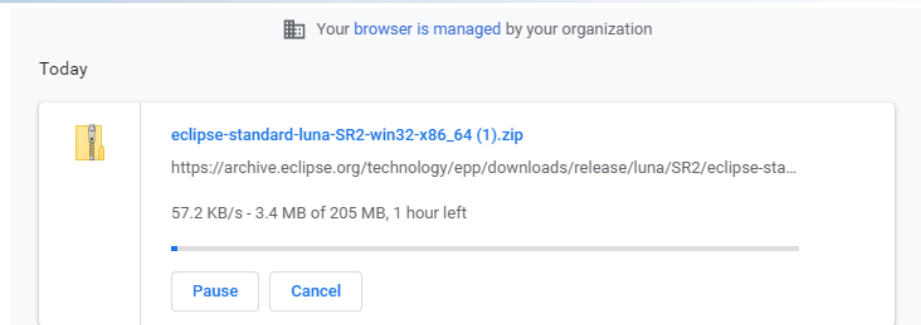 Your browser is managed by your organization
Today
eclipse-standard-luna-SR2-win32-x86_64 (1).zip
https://archive.eclipse.org/technology/epp/downloads/release/luna/SR2/eclipse-sta...
57.2 KB/s - 3.4 MB of 205 MB, 1 hour left
Pause Cancel